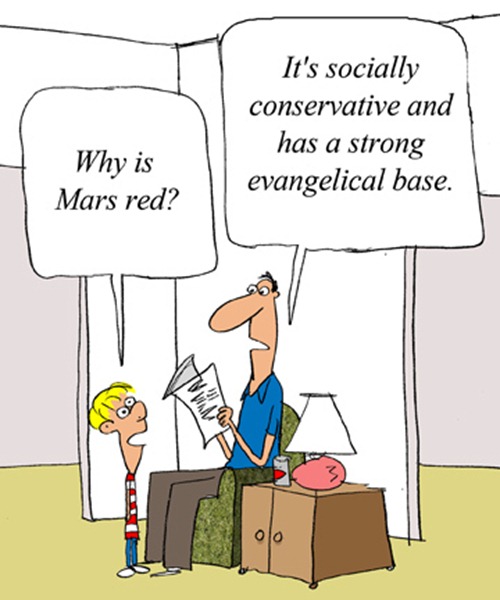 Why is
Mars red?
It's socially
conservative and
has a strong
evangelical base.